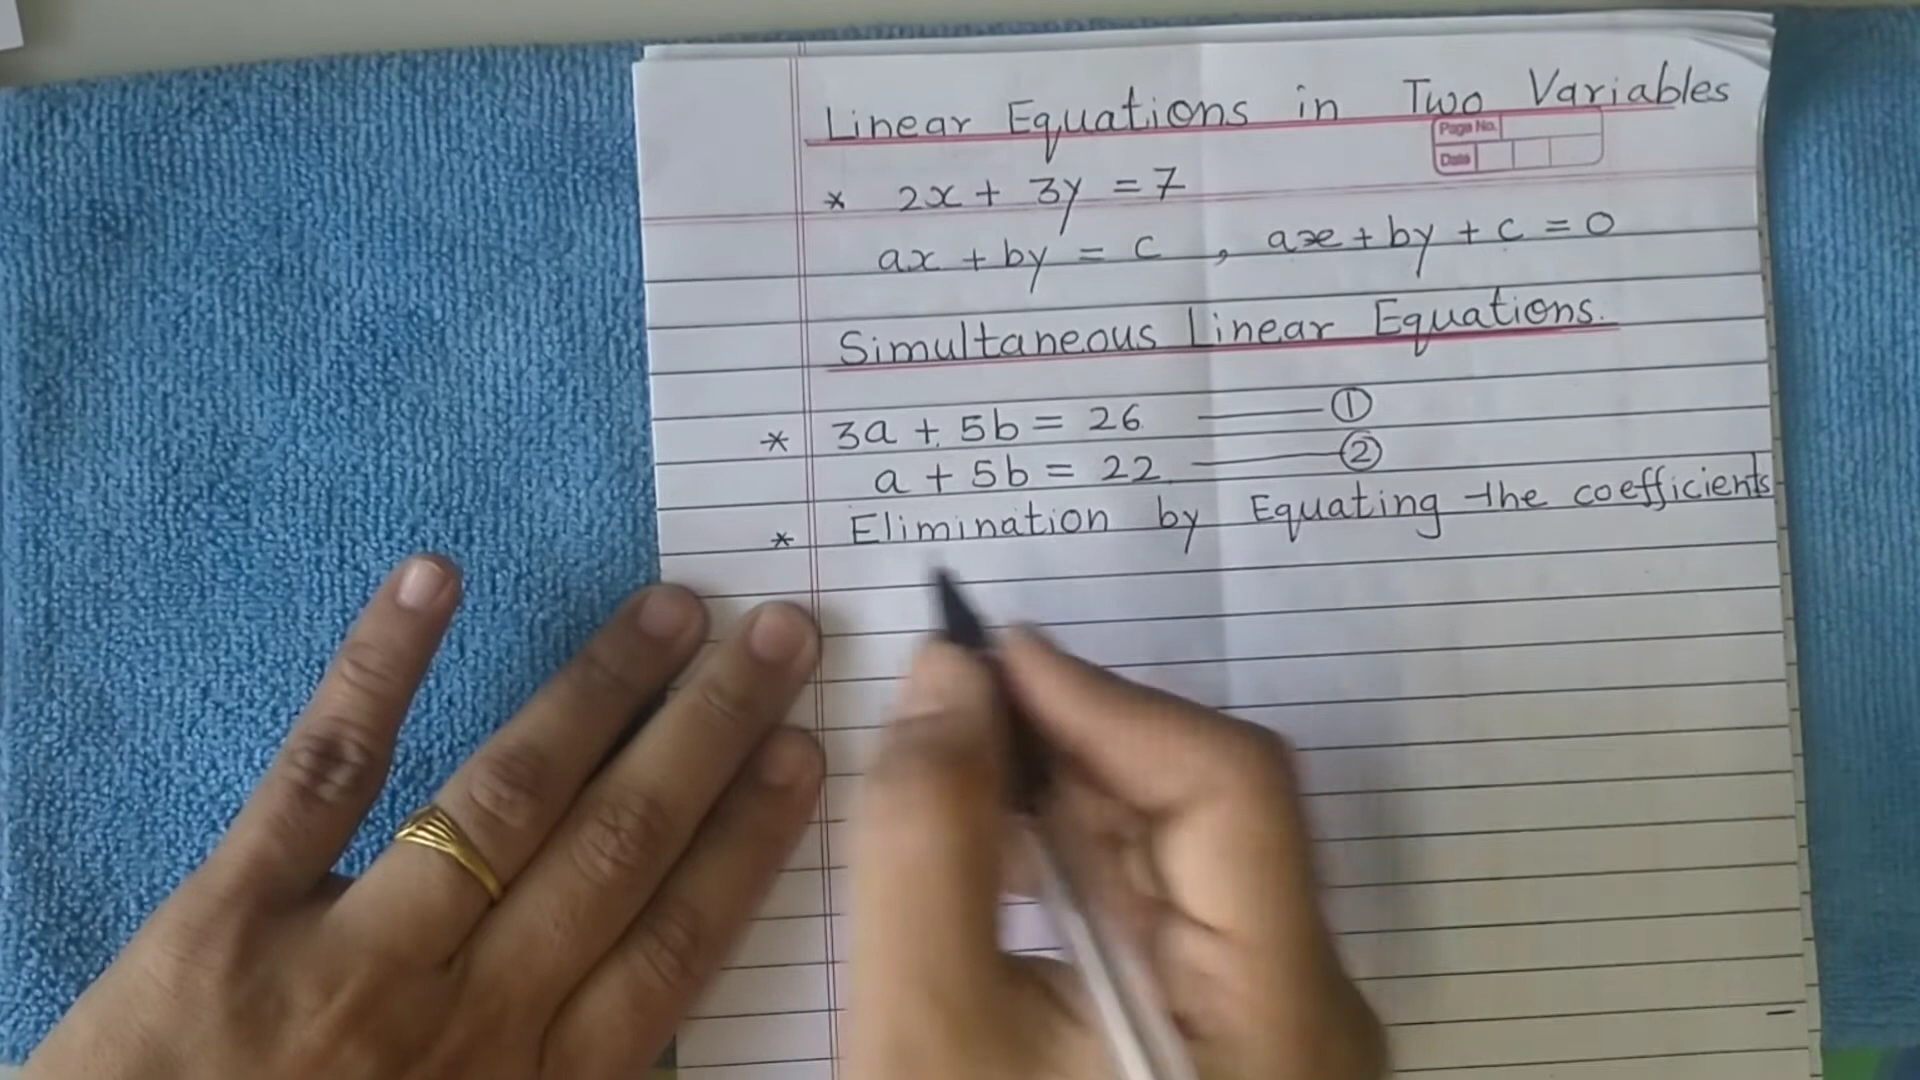 Linear Equations in Two Variables
Page No.
Date
* 2x + 3y = 7
ax + by = c , ax + by + c = 0
Simultaneous Linear Equations.
* 3a + 5b = 26 —— ①
a + 5b = 22 —— ②
* Elimination by Equating the coefficients